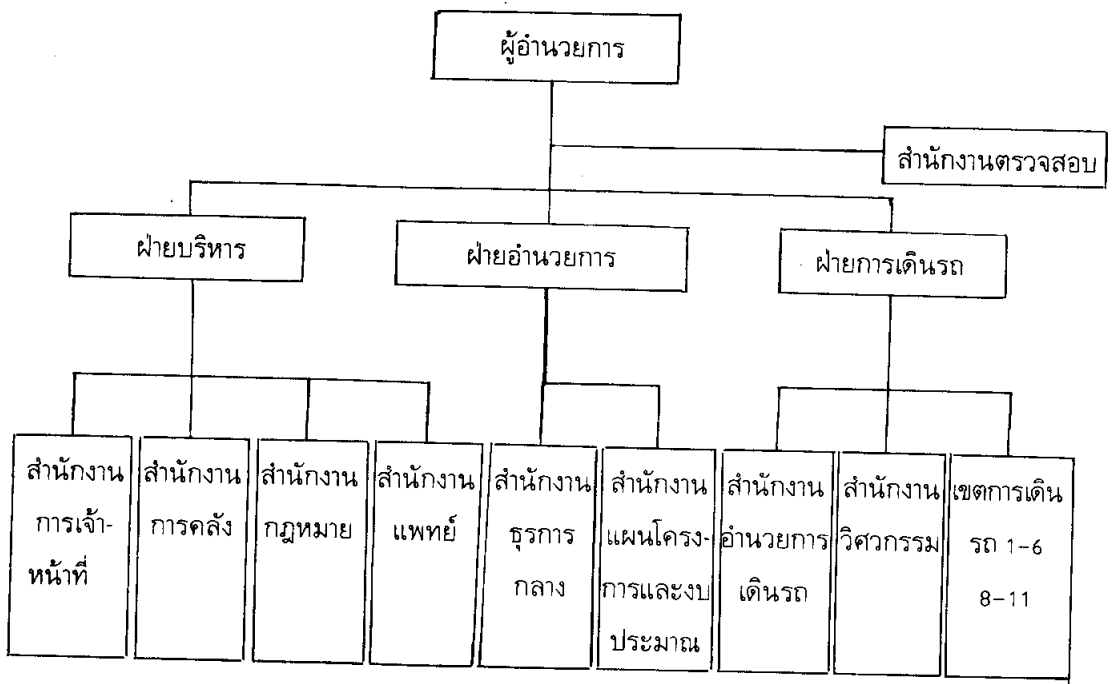 ผู้อำนวยการ
สำนักงานตรวจสอบ
ฝ่ายบริหาร
ฝ่ายอำนวยการ
ฝ่ายการเดินรถ
สำนักงาน
การเจ้า-
หน้าที่
สำนักงาน
การคลัง
สำนักงาน
กฎหมาย
สำนักงาน
แพทย์
สำนักงาน
ธุรการ
กลาง
สำนักงาน
แผนโครง-
การและงบ
ประมาณ
สำนักงาน
อำนวยการ
เดินรถ
สำนักงาน
วิศวกรรม
เขตการเดิน
รถ 1-6
8-11